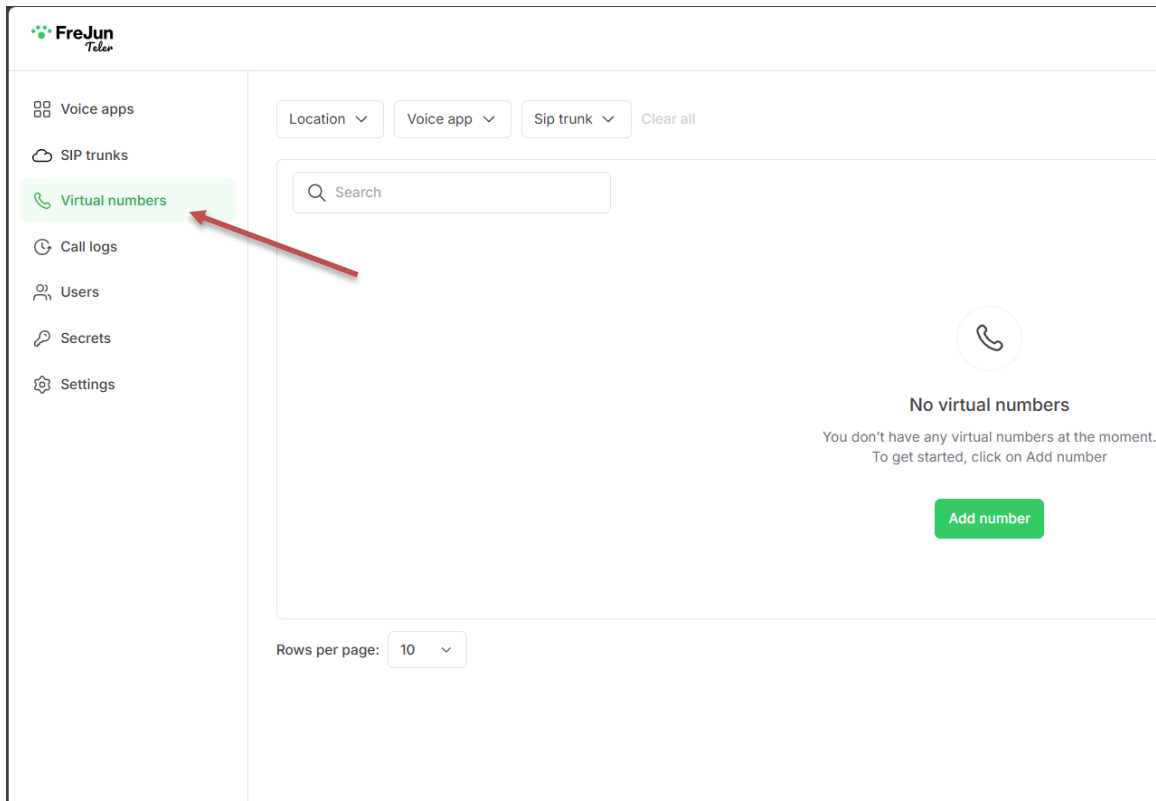 FreJun
Teler
Voice apps
SIP trunks
Virtual numbers
Call logs
Users
Secrets
Settings
Location
Voice app
Sip trunk
Clear all
Search
No virtual numbers
You don't have any virtual numbers at the moment.
To get started, click on Add number
Add number
Rows per page:
10